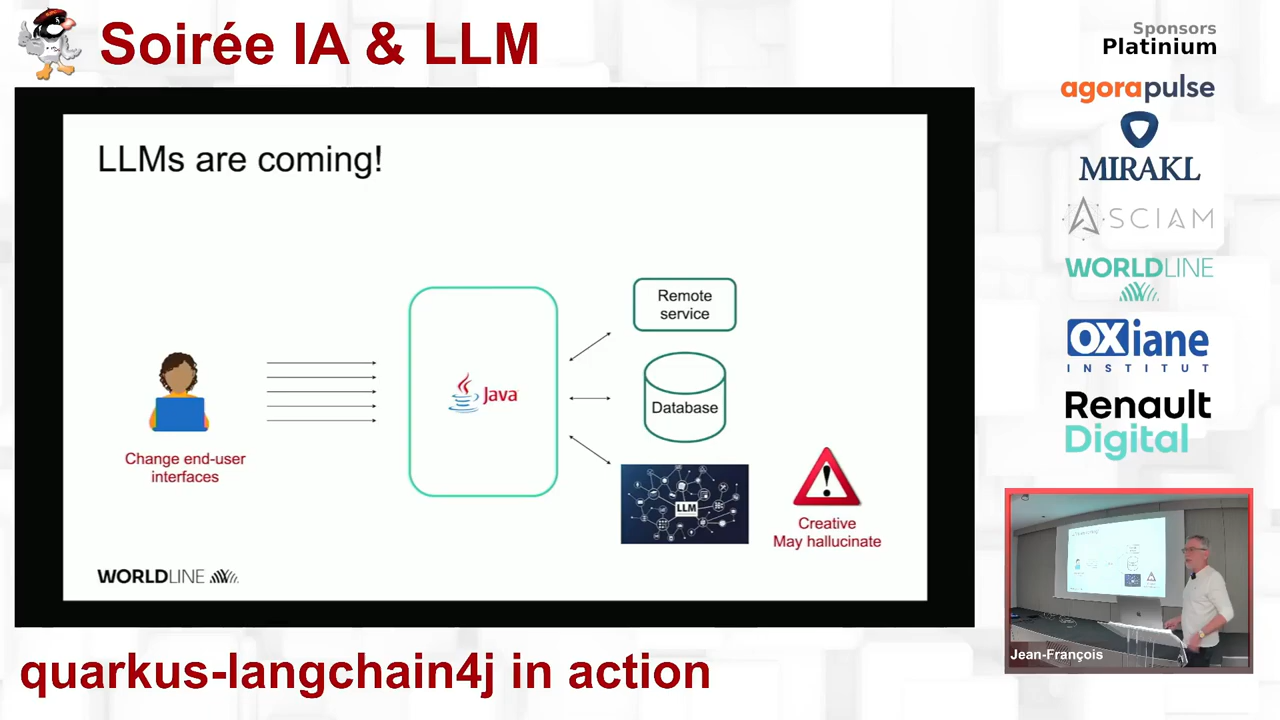 Soirée IA & LLM
LLMs are coming!
Remote
service
Java
Database
Change end-user
interfaces
LLM
Creative
May hallucinate
WORLDLINE
Sponsors
Platinium
agorapulse
MIRAKL
ASCIAM
WORLDLINE
OXiane
INSTITUT
Renault
Digital
Jean-François
quarkus-langchain4j in action